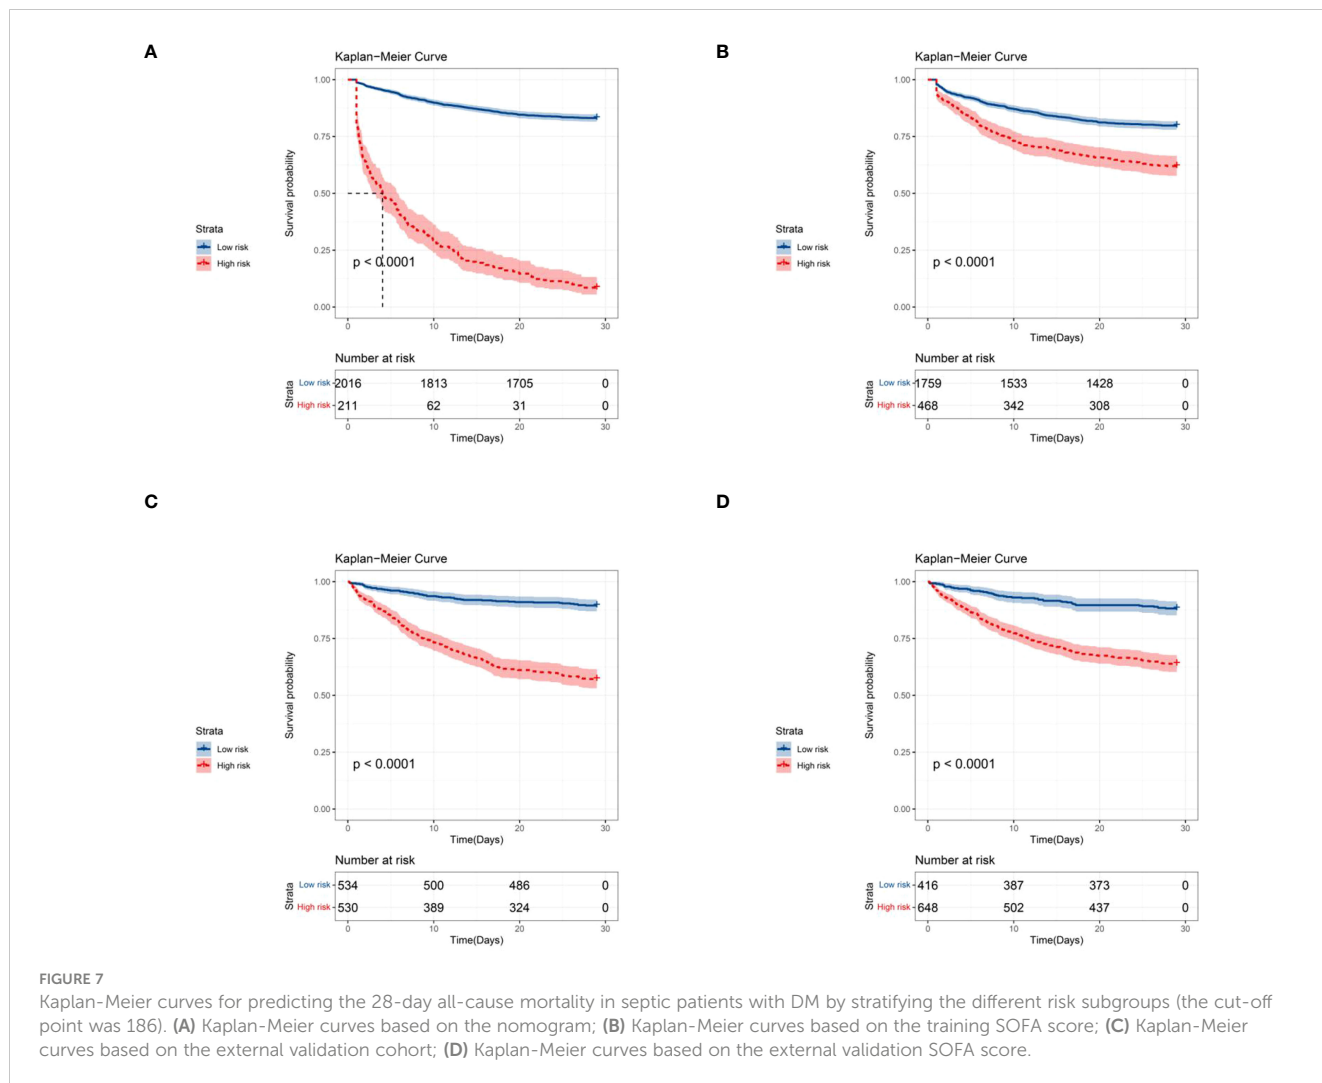 A
Kaplan−Meier Curve
1.00
0.75
0.50
0.25
0.00
Survival probability
Strata
Low risk
High risk
p < 0.0001
0 10 20 30
Time(Days)
Number at risk
Strata
Low risk 2016 1813 1705 0
High risk 211 62 31 0
0 10 20 30
Time(Days)
B
Kaplan−Meier Curve
1.00
0.75
0.50
0.25
0.00
Survival probability
Strata
Low risk
High risk
p < 0.0001
0 10 20 30
Time(Days)
Number at risk
Strata
Low risk 1759 1533 1428 0
High risk 468 342 308 0
0 10 20 30
Time(Days)
C
Kaplan−Meier Curve
1.00
0.75
0.50
0.25
0.00
Survival probability
Strata
Low risk
High risk
p < 0.0001
0 10 20 30
Time(Days)
Number at risk
Strata
Low risk 534 500 486 0
High risk 530 389 324 0
0 10 20 30
Time(Days)
D
Kaplan−Meier Curve
1.00
0.75
0.50
0.25
0.00
Survival probability
Strata
Low risk
High risk
p < 0.0001
0 10 20 30
Time(Days)
Number at risk
Strata
Low risk 416 387 373 0
High risk 648 502 437 0
0 10 20 30
Time(Days)
FIGURE 7
Kaplan-Meier curves for predicting the 28-day all-cause mortality in septic patients with DM by stratifying the different risk subgroups (the cut-off
point was 186). (A) Kaplan-Meier curves based on the nomogram; (B) Kaplan-Meier curves based on the training SOFA score; (C) Kaplan-Meier
curves based on the external validation cohort; (D) Kaplan-Meier curves based on the external validation SOFA score.